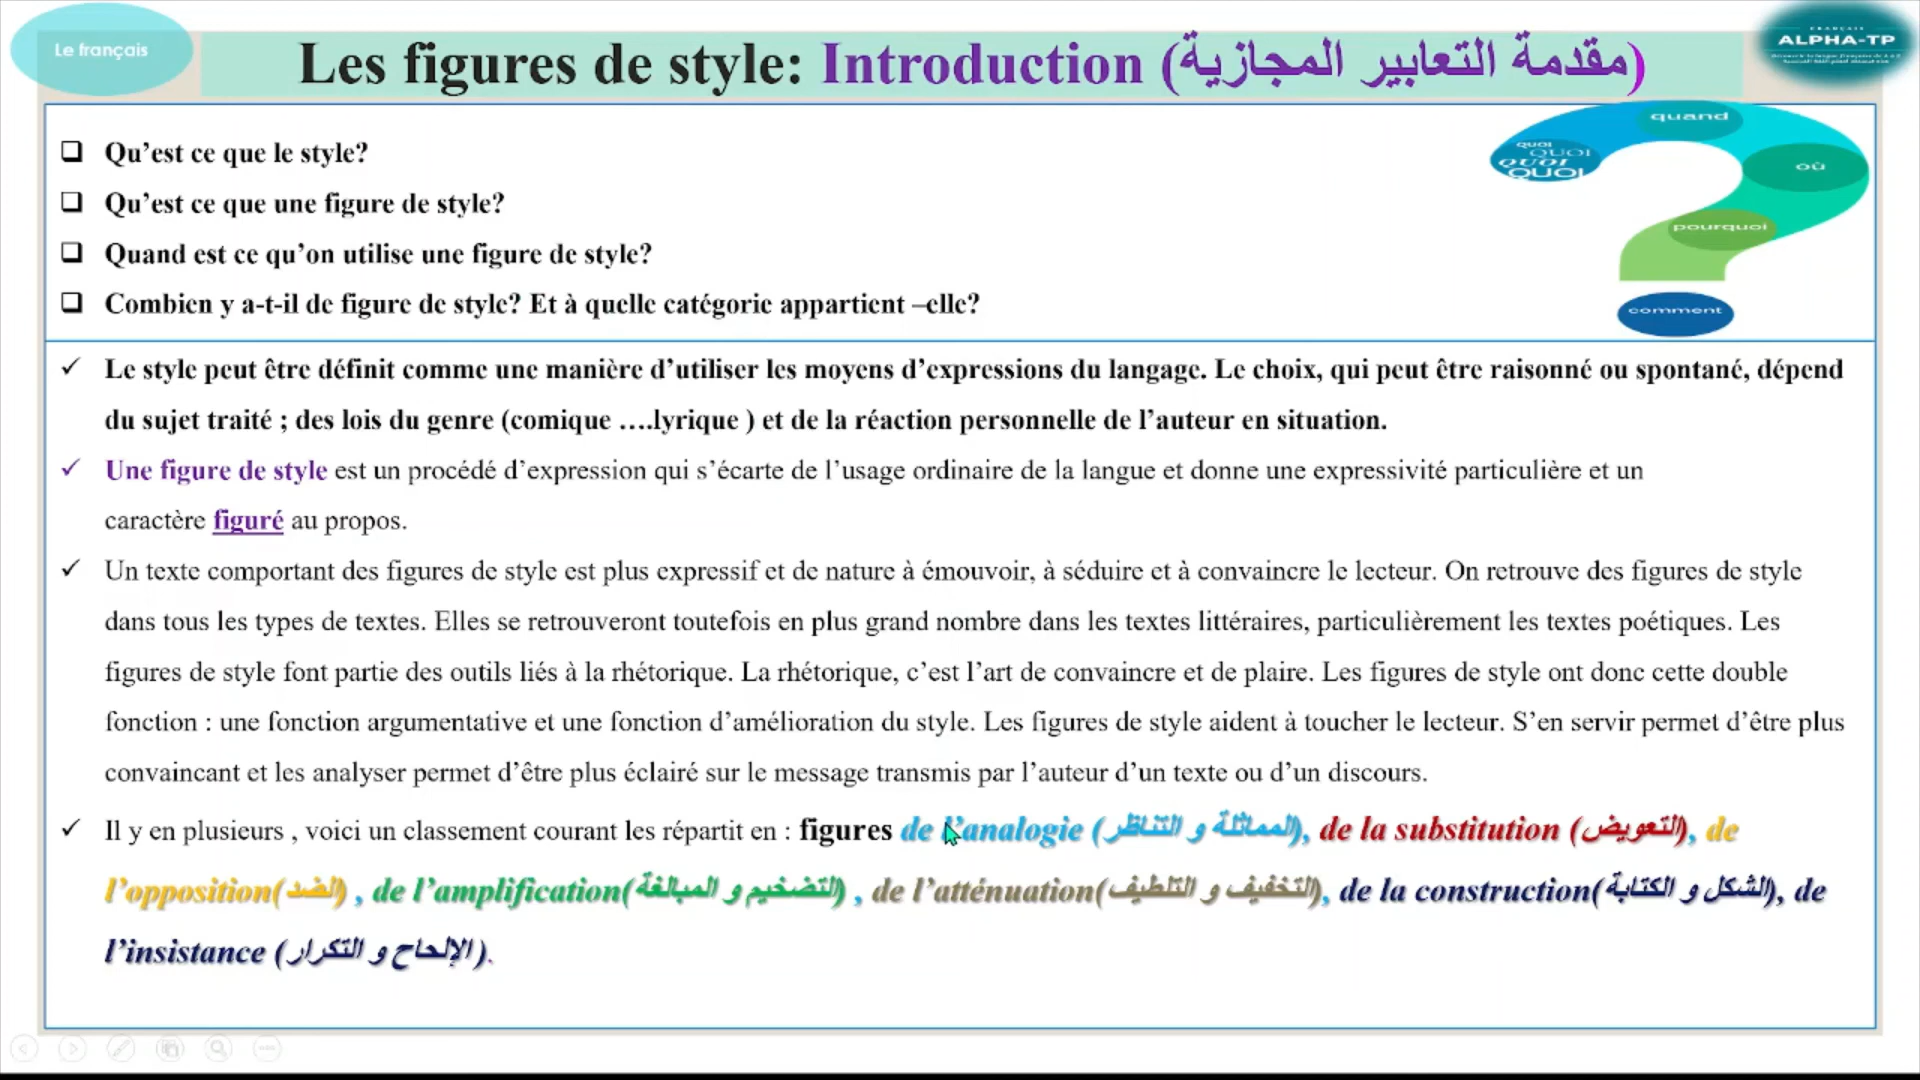 Le français
Les figures de style: Introduction (مقدمة التعابير المجازية)
ALPHA-TP
Qu’est ce que le style?
Qu’est ce que une figure de style?
Quand est ce qu’on utilise une figure de style?
Combien y a-t-il de figure de style? Et à quelle catégorie appartient –elle?
quand
QUOI
QUOI
QUOI
QUOI
où
pourquoi
comment
Le style peut être définit comme une manière d’utiliser les moyens d’expressions du langage. Le choix, qui peut être raisonné ou spontané, dépend
du sujet traité ; des lois du genre (comique ….lyrique ) et de la réaction personnelle de l’auteur en situation.
Une figure de style est un procédé d’expression qui s’écarte de l’usage ordinaire de la langue et donne une expressivité particulière et un
caractère figuré au propos.
Un texte comportant des figures de style est plus expressif et de nature à émouvoir, à séduire et à convaincre le lecteur. On retrouve des figures de style
dans tous les types de textes. Elles se retrouveront toutefois en plus grand nombre dans les textes littéraires, particulièrement les textes poétiques. Les
figures de style font partie des outils liés à la rhétorique. La rhétorique, c’est l’art de convaincre et de plaire. Les figures de style ont donc cette double
fonction : une fonction argumentative et une fonction d’amélioration du style. Les figures de style aident à toucher le lecteur. S’en servir permet d’être plus
convaincant et les analyser permet d’être plus éclairé sur le message transmis par l’auteur d’un texte ou d’un discours.
Il y en plusieurs , voici un classement courant les répartit en : figures de l’analogie (المماثلة و التناظر), de la substitution (التعويض), de
l’opposition(الضد) , de l’amplification(التضخيم و المبالغة) , de l’atténuation(التخفيف و التلطيف), de la construction(الشكل و الكتابة), de
l’insistance (الإلحاح و التكرار).